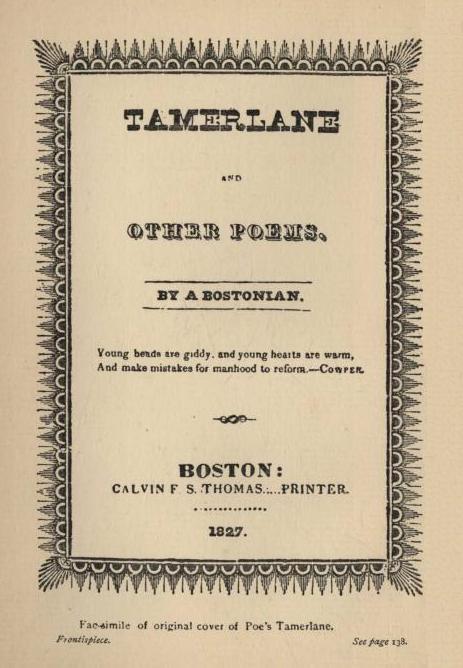 TAMERLANE
AND
OTHER POEMS.
BY A BOSTONIAN.
Young heads are giddy, and young hearts are warm,
And make mistakes for manhood to reform.—COWPER.
BOSTON:
CALVIN F. S. THOMAS.....PRINTER.
1827.
Fac-simile of original cover of Poe's Tamerlane.
Frontispiece.
See page 138.